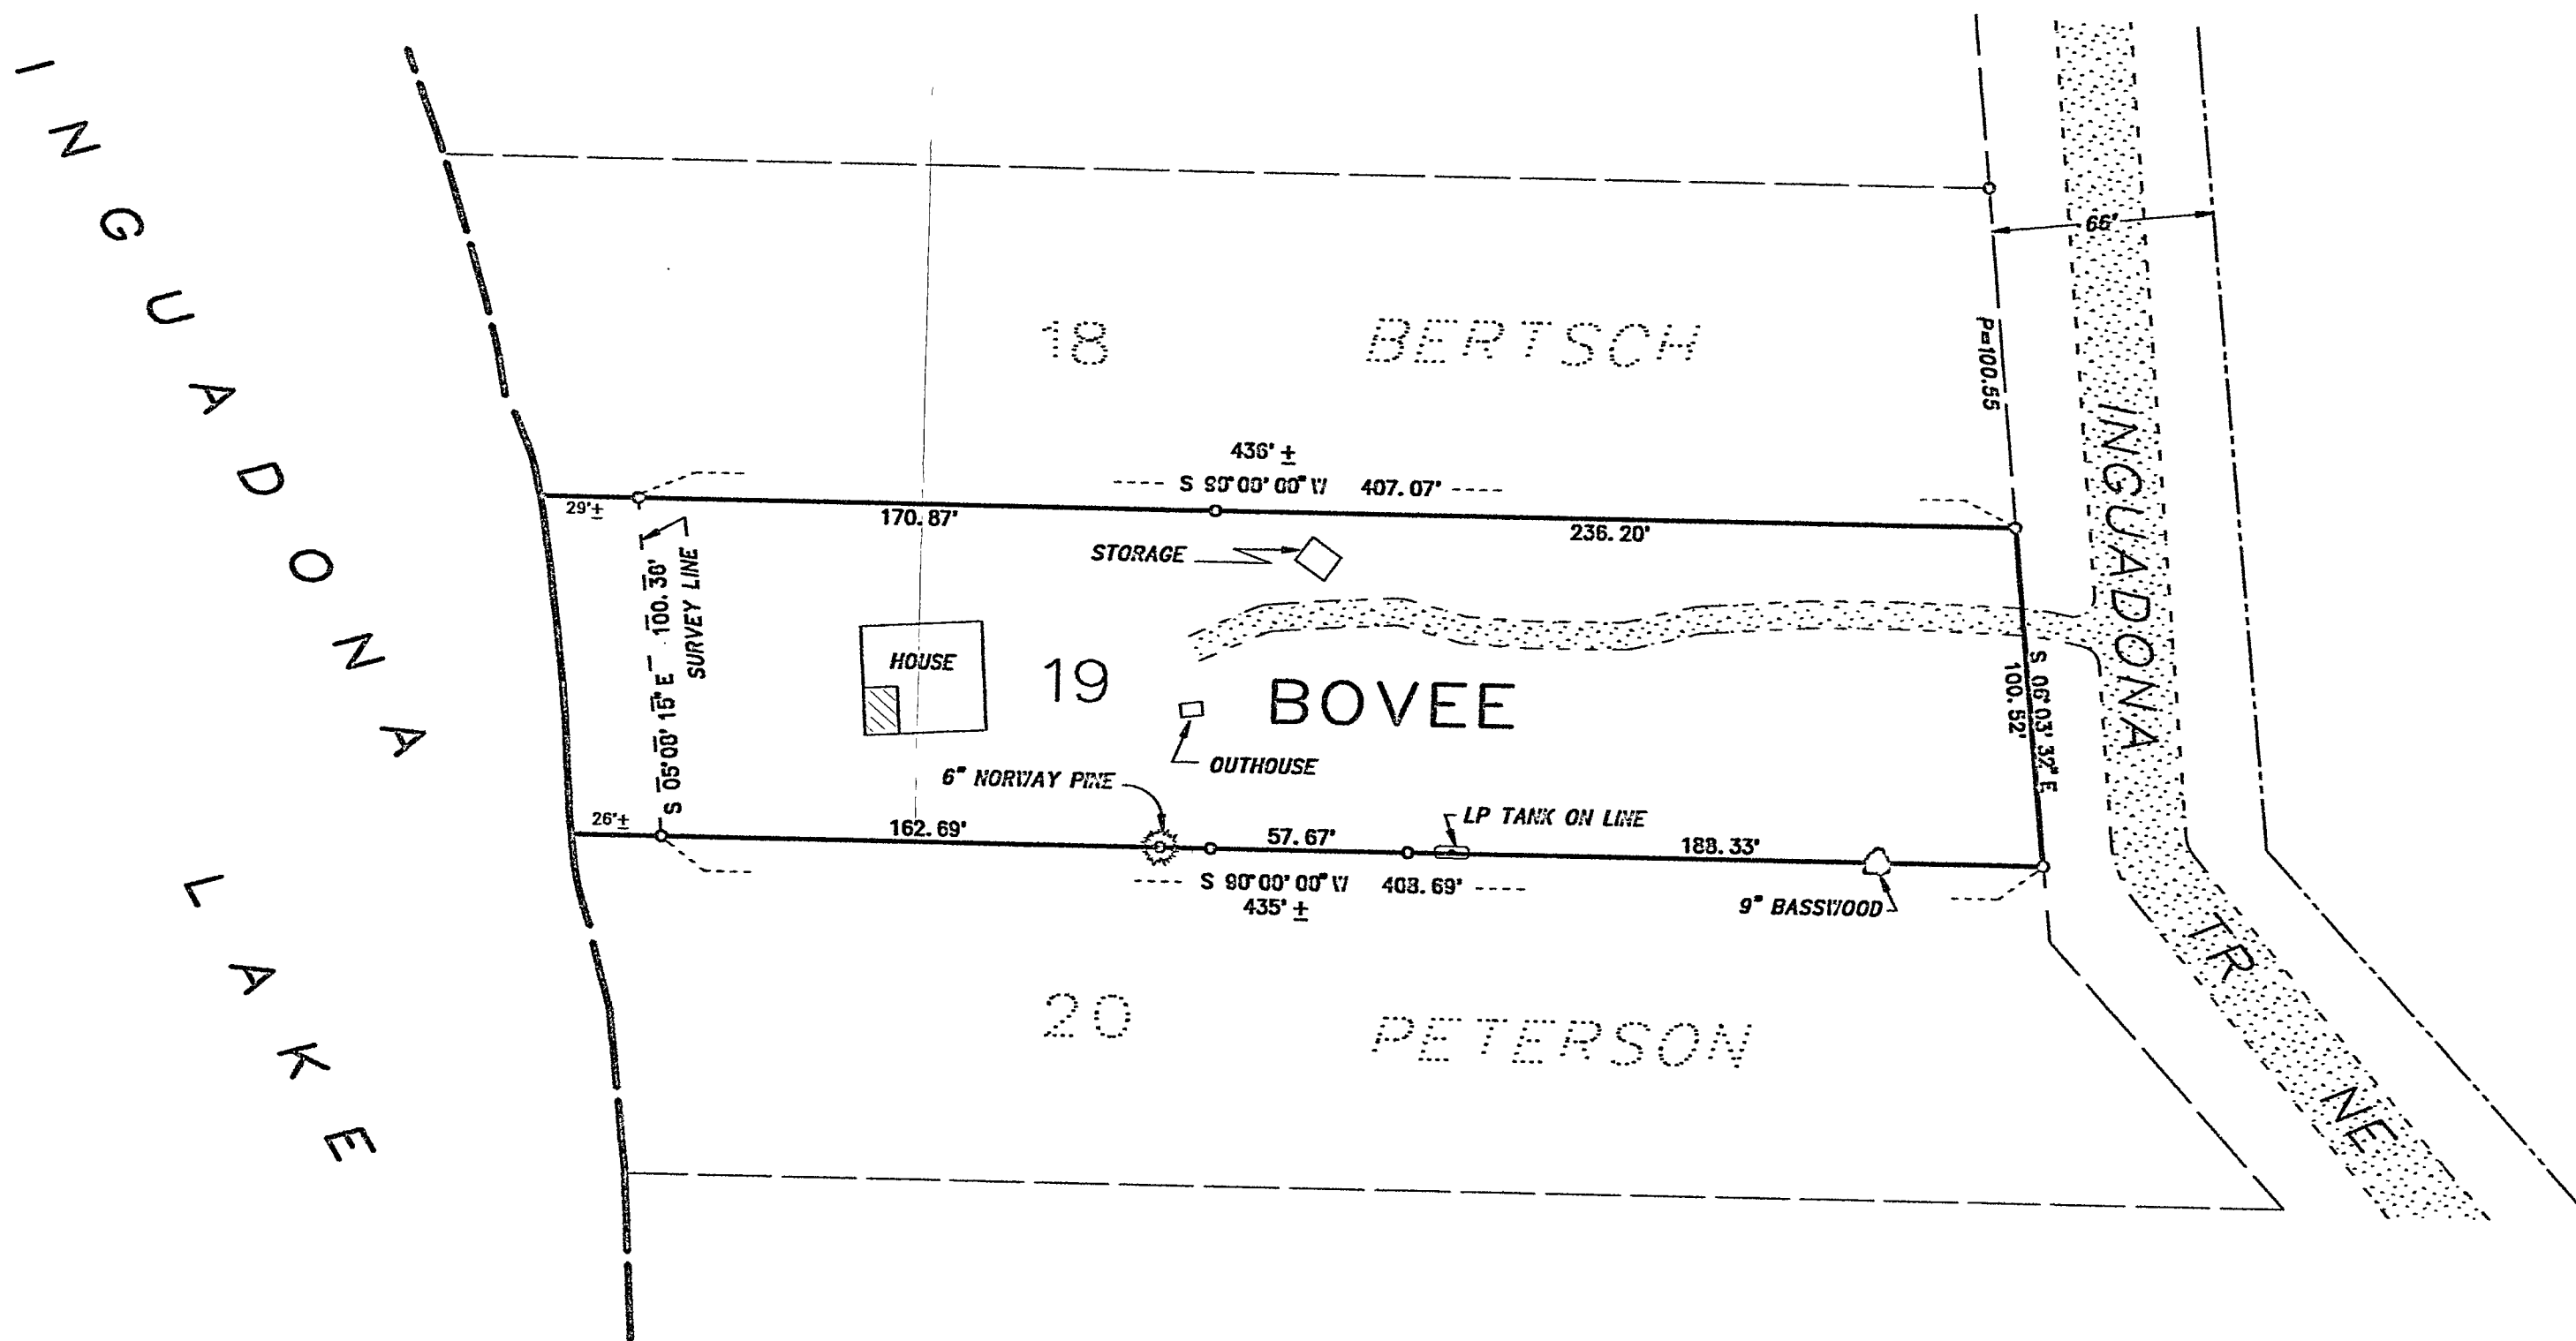 INGUADONA
LAKE
66'
P=100.55
18 BERTSCH
436' ±
S 90°00'00" W 407.07'
29'±
170.87'
236.20'
STORAGE
S 05°08'15" E 100.36'
SURVEY LINE
HOUSE
19 BOVEE
OUTHOUSE
S 06°03'32" E
100.52'
INGUADONA TR NE
6" NORWAY PINE
26'±
162.69'
57.67'
LP TANK ON LINE
188.33'
S 90°00'00" W 408.69'
435' ±
9" BASSWOOD
20 PETERSON